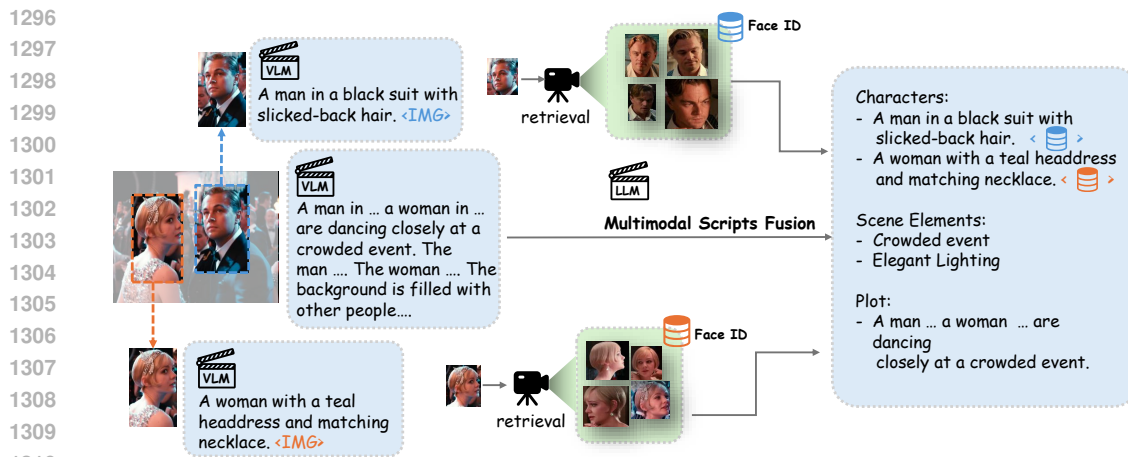 1296
1297
1298
1299
1300
1301
1302
1303
1304
1305
1306
1307
1308
1309
VLM
A man in a black suit with
slicked-back hair. <IMG>
VLM
A man in … a woman in …
are dancing closely at a
crowded event. The
man …. The woman …. The
background is filled with
other people….
VLM
A woman with a teal
headdress and matching
necklace. <IMG>
retrieval
Face ID
LLM
Multimodal Scripts Fusion
retrieval
Face ID
Characters:
- A man in a black suit with
slicked-back hair. < >
- A woman with a teal headdress
and matching necklace. < >
Scene Elements:
- Crowded event
- Elegant Lighting
Plot:
- A man … a woman … are
dancing
closely at a crowded event.